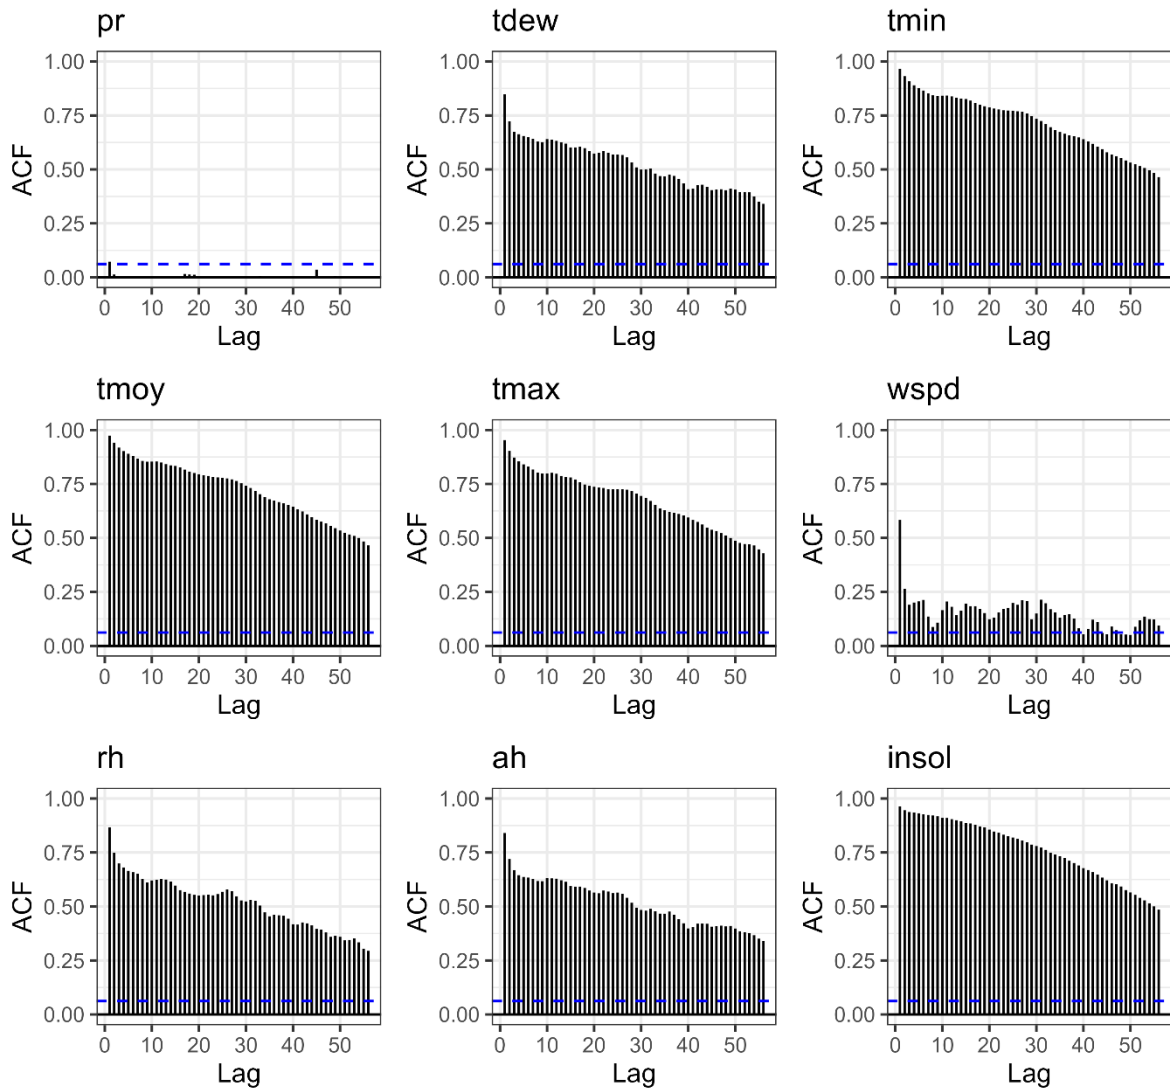 pr tdew tmin
1.00 1.00 1.00
0.75 0.75 0.75
ACF 0.50 ACF 0.50 ACF 0.50
0.25 0.25 0.25
0.00 0.00 0.00
0 10 20 30 40 50 0 10 20 30 40 50 0 10 20 30 40 50
Lag Lag Lag
tmoy tmax wspd
1.00 1.00 1.00
0.75 0.75 0.75
ACF 0.50 ACF 0.50 ACF 0.50
0.25 0.25 0.25
0.00 0.00 0.00
0 10 20 30 40 50 0 10 20 30 40 50 0 10 20 30 40 50
Lag Lag Lag
rh ah insol
1.00 1.00 1.00
0.75 0.75 0.75
ACF 0.50 ACF 0.50 ACF 0.50
0.25 0.25 0.25
0.00 0.00 0.00
0 10 20 30 40 50 0 10 20 30 40 50 0 10 20 30 40 50
Lag Lag Lag